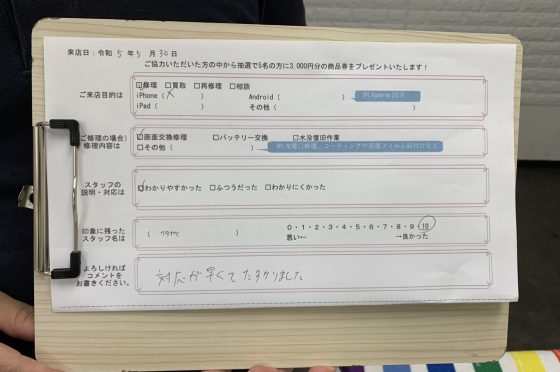 来店日：令和 5 年 5 月 30 日
ご協力いただいた方の中から抽選で5名の方に3,000円分の商品券をプレゼントいたします！
ご来店目的は
☑修理 □買取 □再修理 □相談
iPhone ( X ) Android ( ) 例:Xperia 10 Ⅱ
iPad ( ) その他 ( )
ご修理の場合)
修理内容は
☑画面交換修理 □バッテリー交換 □水没復旧作業
□その他 ( ) 例:充電口修理、コーティングや保護フィルム貼付けなど
スタッフの
説明・対応は
☑わかりやすかった □ふつうだった □わかりにくかった
印象に残った
スタッフ名は
( )
0・1・2・3・4・5・6・7・8・9・10
悪い← →良かった
よろしければ
コメントを
お書きください。
対応が早くてたすかりました